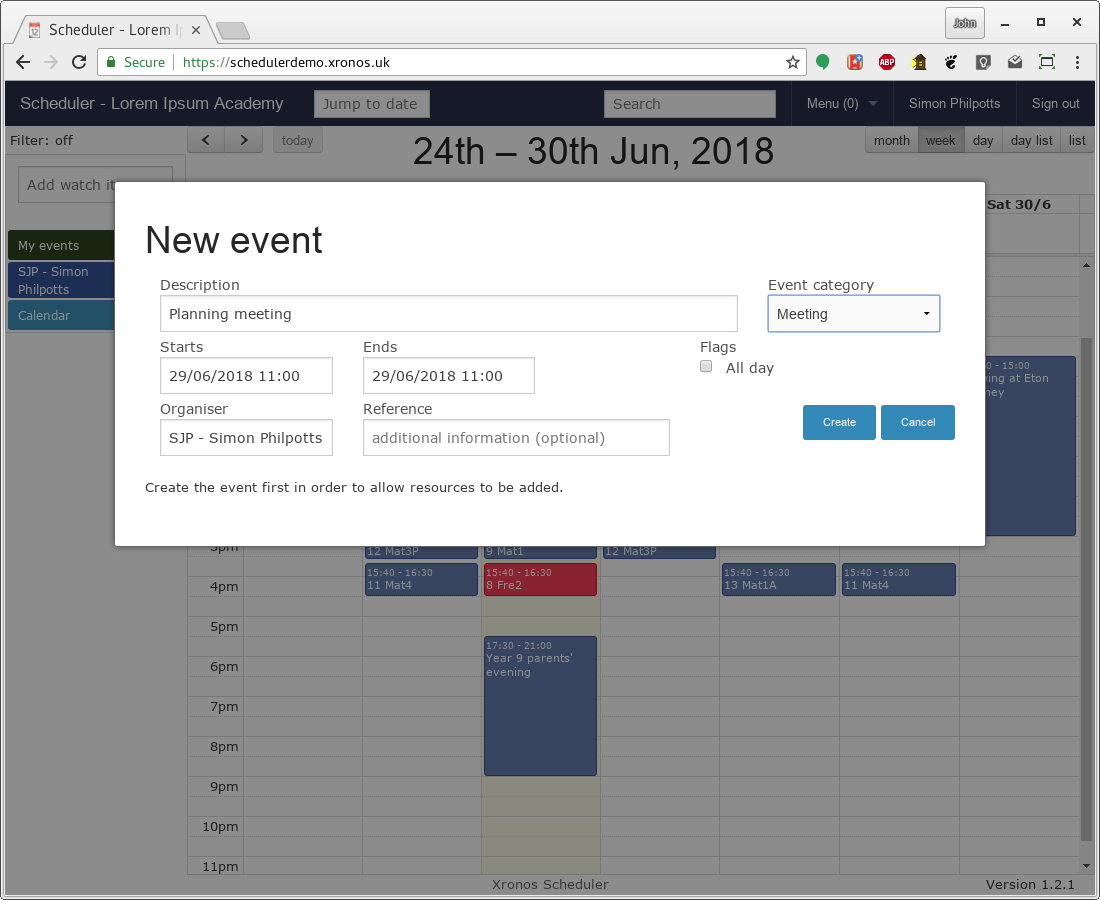 Scheduler - Lorem I
John
Secure
https://schedulerdemo.xronos.uk
ABP
Scheduler - Lorem Ipsum Academy
Jump to date
Search
Menu (0)
Simon Philpotts
Sign out
Filter: off
today
24th – 30th Jun, 2018
month
week
day
day list
list
Add watch it
Sat 30/6
My events
SJP - Simon
Philpotts
Calendar
New event
Description
Event category
Planning meeting
Meeting
Starts
Ends
Flags
29/06/2018 11:00
29/06/2018 11:00
All day
Organiser
Reference
SJP - Simon Philpotts
additional information (optional)
Create
Cancel
Create the event first in order to allow resources to be added.
0 - 15:00
ing at Eton
ney
3pm
12 Mat3P
9 Mat1
12 Mat3P
4pm
15:40 - 16:30
11 Mat4
15:40 - 16:30
8 Fre2
15:40 - 16:30
13 Mat1A
15:40 - 16:30
11 Mat4
5pm
17:30 - 21:00
Year 9 parents'
evening
6pm
7pm
8pm
9pm
10pm
11pm
Xronos Scheduler
Version 1.2.1